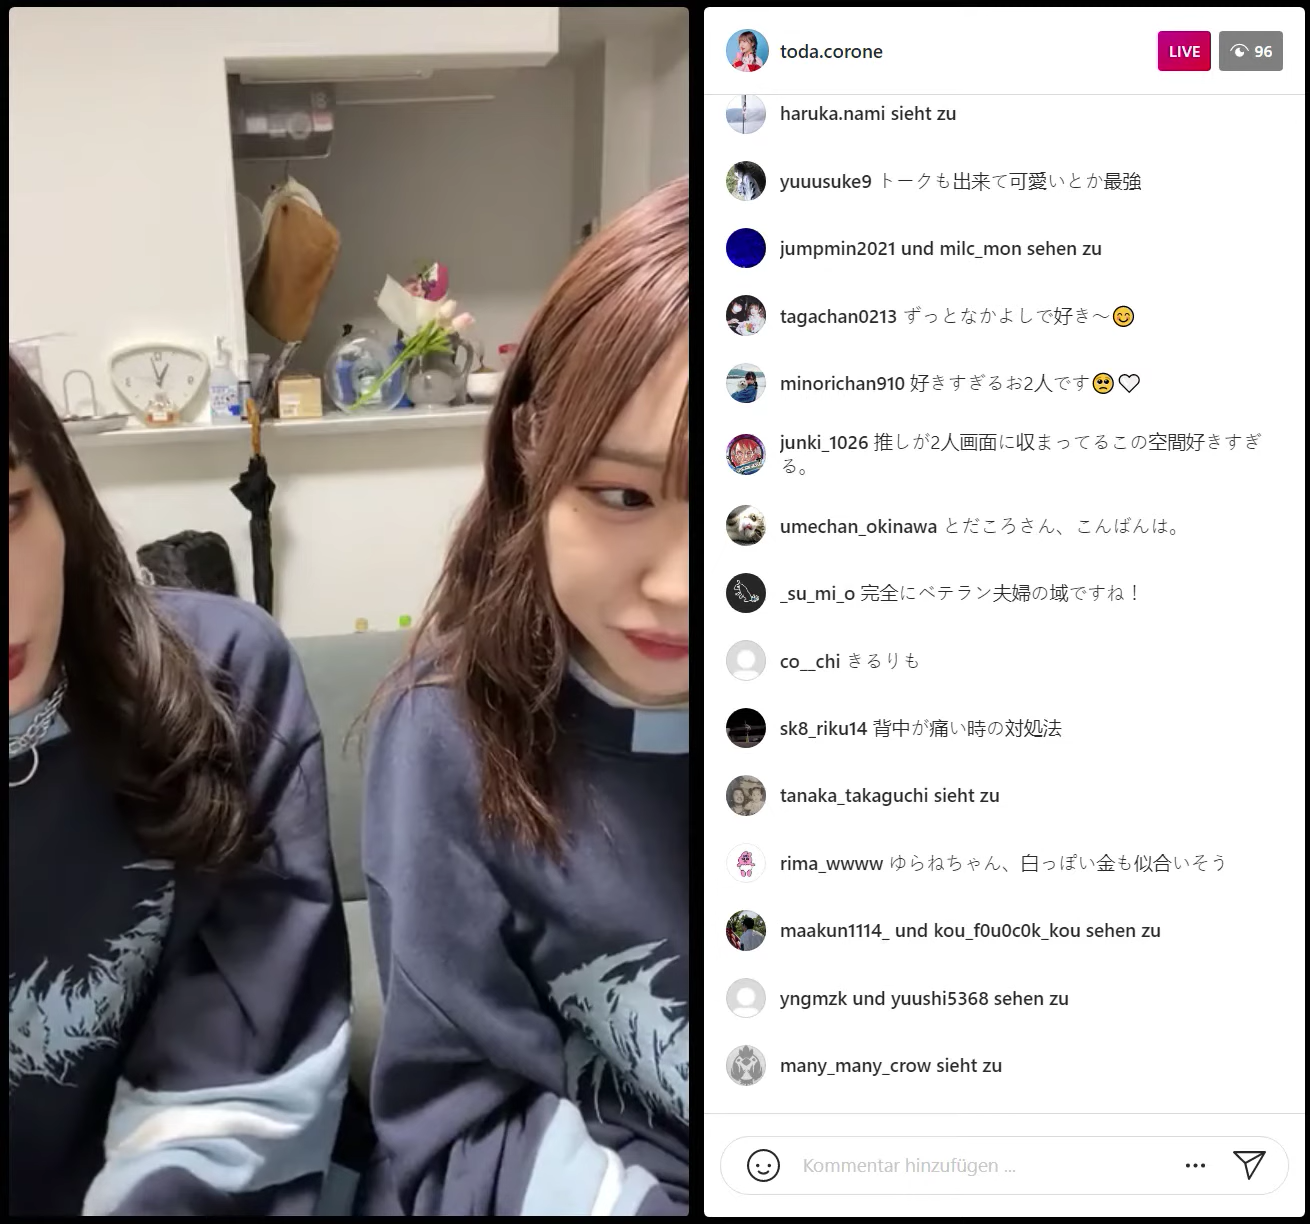 toda.corone
LIVE
96
haruka.nami sieht zu
yuuusuke9 トークも出来て可愛いとか最強
jumpmin2021 und milc_mon sehen zu
tagachan0213 ずっとなかよしで好き〜😊
minorichan910 好きすぎるお2人です🥺♡
junki_1026 推しが2人画面に収まってるこの空間好きすぎ
る。
umechan_okinawa とだころさん、こんばんは。
_su_mi_o 完全にベテラン夫婦の域ですね！
co__chi きるりも
sk8_riku14 背中が痛い時の対処法
tanaka_takaguchi sieht zu
rima_wwww ゆらねちゃん、白っぽい金も似合いそう
maakun1114_ und kou_f0u0c0k_kou sehen zu
yngmzk und yuushi5368 sehen zu
many_many_crow sieht zu
Kommentar hinzufügen ...